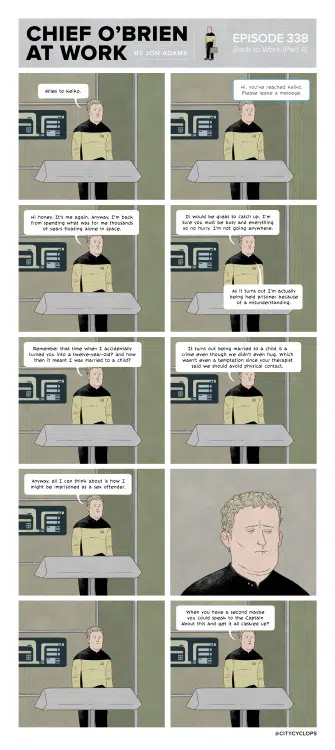 CHIEF O'BRIEN
AT WORK
BY JON ADAMS
EPISODE 338
Back to Work (Part 4)
Miles to Keiko.
Hi, you've reached Keiko.
Please leave a message.
Hi honey. It's me again. Anyway, I'm back
from spending what was for me thousands
of years floating alone in space.
It would be great to catch up. I'm
sure you must be busy and everything
so no hurry. I'm not going anywhere.
As it turns out I'm actually
being held prisoner because
of a misunderstanding.
Remember that time when I accidentally
turned you into a twelve-year-old? and how
then it meant I was married to a child?
It turns out being married to a child is a
crime even though we didn't even hug. Which
wasn't even a temptation since our therapist
said we should avoid physical contact.
Anyway, all I can think about is how I
might be imprisoned as a sex offender.
When you have a second maybe
you could speak to the Captain
about this and get it all cleared up?
@CITYCYCLOPS